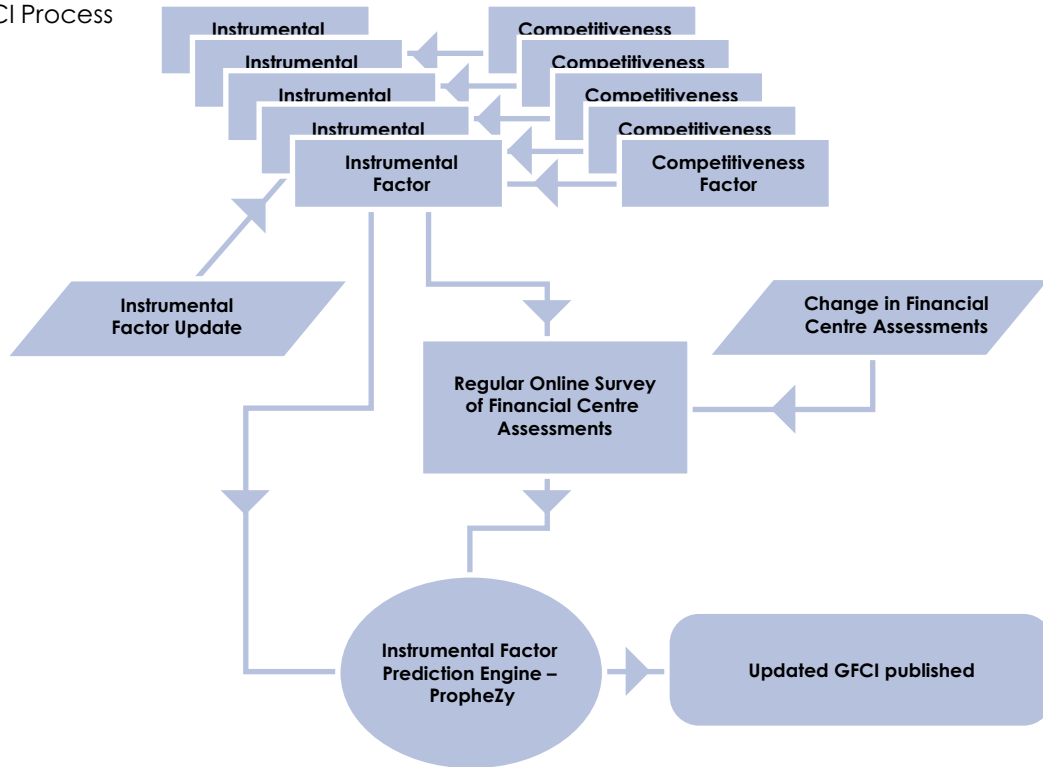 CI Process
Instrumental
Competitiveness
Instrumental
Competitiveness
Instrumental
Competitiveness
Instrumental
Competitiveness
Instrumental
Factor
Competitiveness
Factor
Instrumental
Factor Update
Change in Financial
Centre Assessments
Regular Online Survey
of Financial Centre
Assessments
Instrumental Factor
Prediction Engine –
PropheZy
Updated GFCI published